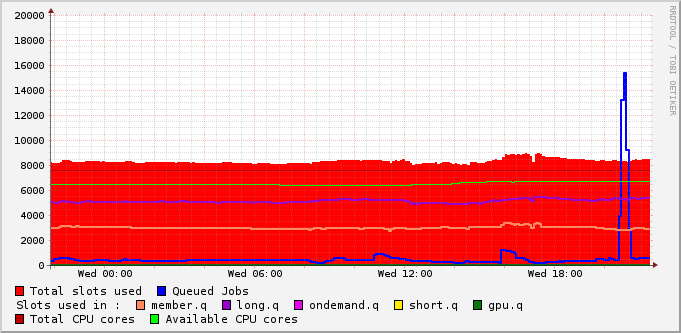 20000
18000
16000
14000
12000
10000
8000
6000
4000
2000
0
Wed 00:00 Wed 06:00 Wed 12:00 Wed 18:00
Total slots used Queued Jobs
Slots used in : member.q long.q ondemand.q short.q gpu.q
Total CPU cores Available CPU cores
RRDTOOL / TOBI OETIKER